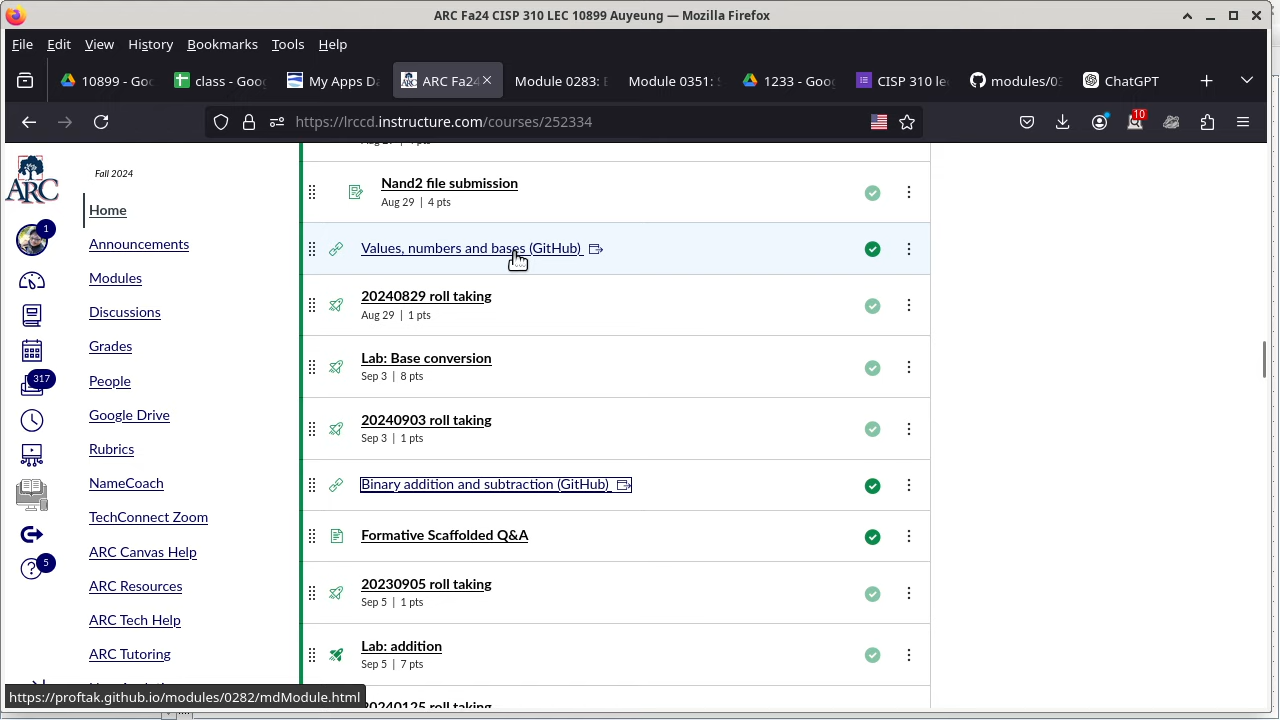 ARC Fa24 CISP 310 LEC 10899 Auyeung — Mozilla Firefox
File Edit View History Bookmarks Tools Help
10899 - Goo class - Goo My Apps Da ARC Fa24 Module 0283: Module 0351: 1233 - Goog CISP 310 le modules/0 ChatGPT
https://lrccd.instructure.com/courses/252334
10
ARC
Fall 2024
Home
Announcements
Modules
Discussions
Grades
People
Google Drive
Rubrics
NameCoach
TechConnect Zoom
ARC Canvas Help
ARC Resources
ARC Tech Help
ARC Tutoring
1
317
5
Nand2 file submission
Aug 29 | 4 pts
Values, numbers and bases (GitHub)
20240829 roll taking
Aug 29 | 1 pts
Lab: Base conversion
Sep 3 | 8 pts
20240903 roll taking
Sep 3 | 1 pts
Binary addition and subtraction (GitHub)
Formative Scaffolded Q&A
20230905 roll taking
Sep 5 | 1 pts
Lab: addition
Sep 5 | 7 pts
20240125 roll taking
https://proftak.github.io/modules/0282/mdModule.html